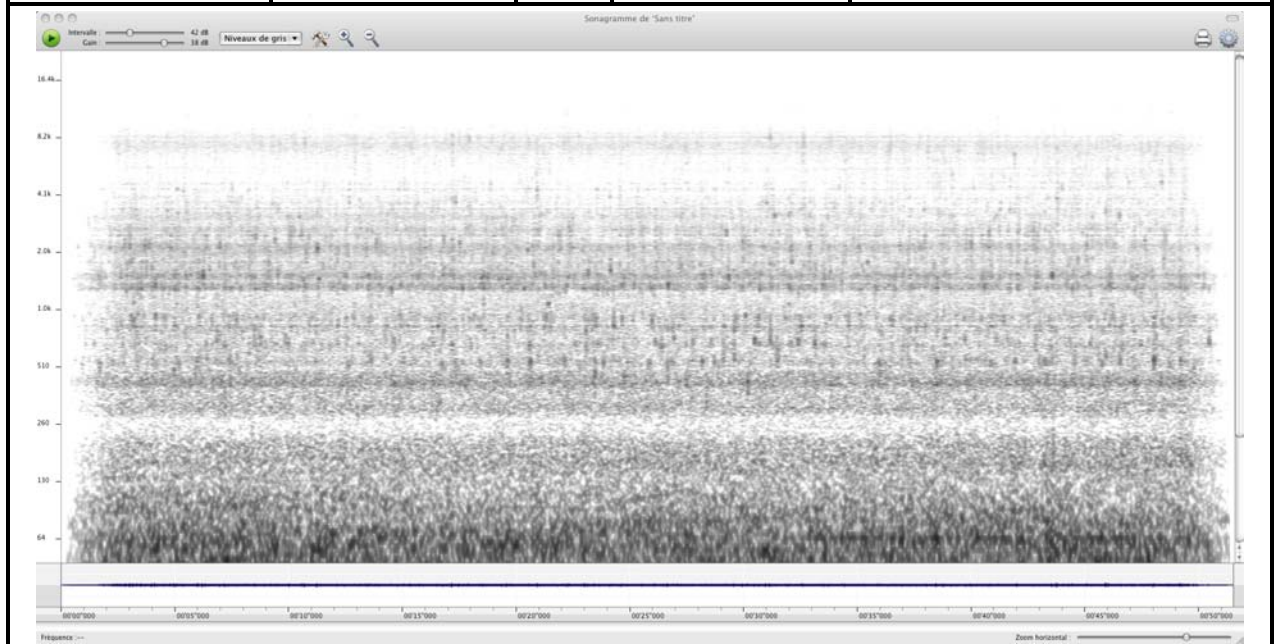 Sonagramme de 'Sans titre'
Intervalle : 42 dB
Gain : 38 dB
Niveaux de gris
16.4k
8.2k
4.1k
2.0k
1.0k
510
260
130
64
00'00"000 00'05"000 00'10"000 00'15"000 00'20"000 00'25"000 00'30"000 00'35"000 00'40"000 00'45"000 00'50"000
Fréquence :-- Zoom horizontal :